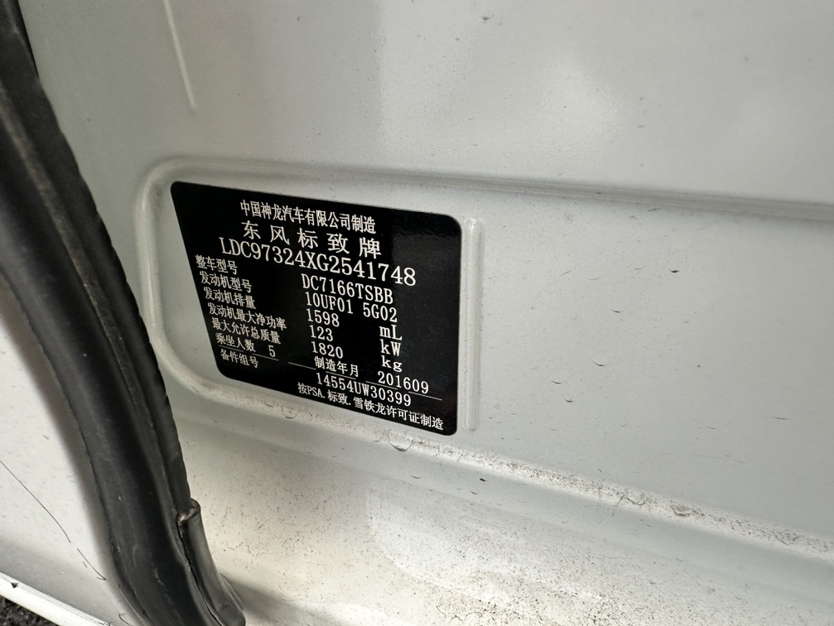 中国神龙汽车有限公司制造
东风标致牌
LDC97324XG2541748
整车型号 DC7166TSBB
发动机型号 10UF01 5G02
发动机排量 1598 mL
发动机最大净功率 123 kW
最大允许总质量 1820 kg
乘坐人数 5 制造年月 201609
备件组号 14554UW30399
按PSA.标致.雪铁龙许可证制造